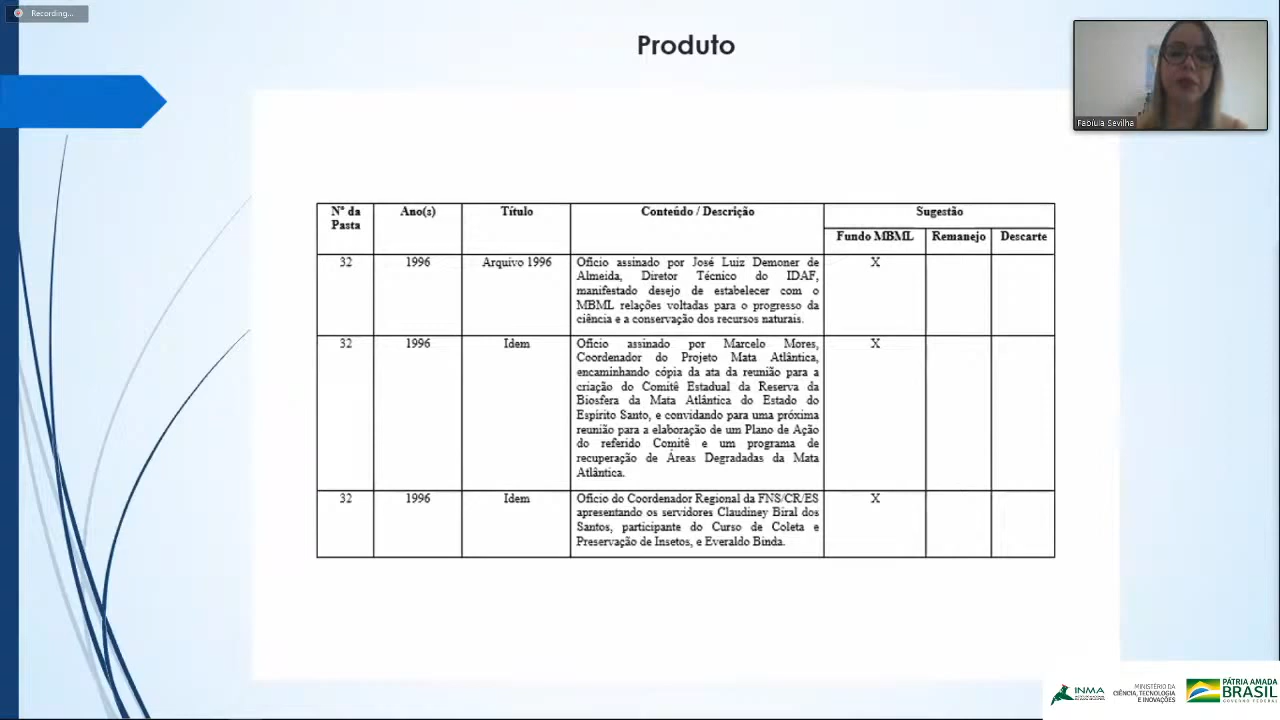 Recording...
Produto
Fabíula Sevilha
Nº da Pasta
Ano(s)
Título
Conteúdo / Descrição
Sugestão
Fundo MBML
Remanejo
Descarte
32
1996
Arquivo 1996
Ofício assinado por José Luiz Demoner de
Almeida, Diretor Técnico do IDAF,
manifestado desejo de estabelecer com o
MBML relações voltadas para o progresso da
ciência e a conservação dos recursos naturais.
X
32
1996
Idem
Ofício assinado por Marcelo Mores,
Coordenador do Projeto Mata Atlântica,
encaminhando cópia da ata da reunião para a
criação do Comitê Estadual da Reserva da
Biosfera da Mata Atlântica do Estado do
Espírito Santo, e convidando para uma próxima
reunião para a elaboração de um Plano de Ação
do referido Comitê e um programa de
recuperação de Áreas Degradadas da Mata
Atlântica.
X
32
1996
Idem
Ofício do Coordenador Regional da FNS/CR/ES
apresentando os servidores Claudiney Biral dos
Santos, participante do Curso de Coleta e
Preservação de Insetos, e Everaldo Binda.
X
INMA
MINISTÉRIO DA
CIÊNCIA, TECNOLOGIA
E INOVAÇÕES
PÁTRIA AMADA
BRASIL
GOVERNO FEDERAL